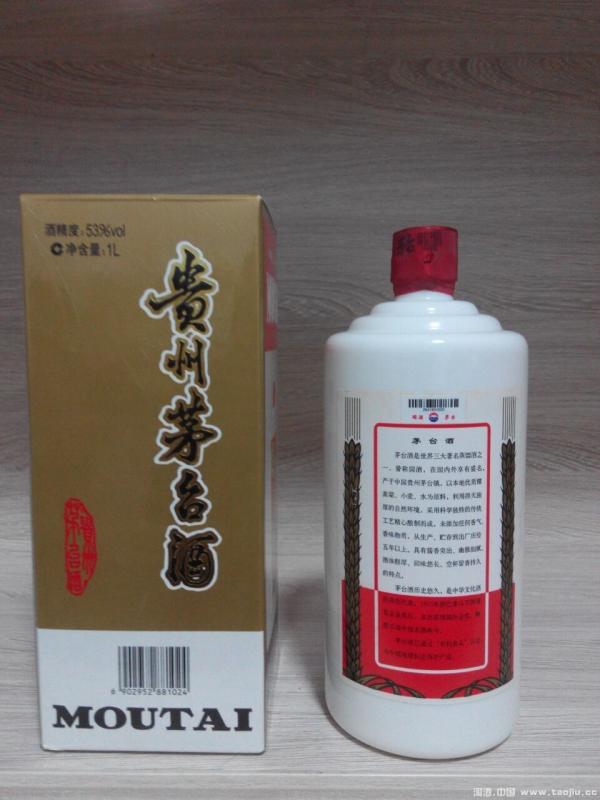 酒精度：53%vol
净含量：1L
貴州茅台酒
6 902952 881024
MOUTAI
茅台
茅台酒
茅台酒是世界三大著名蒸馏酒之
一，誉称国酒，在国内外享有盛名，
产于中国贵州茅台镇，以本地优质糯
高粱、小麦、水为原料，利用得天独
厚的自然环境，采用科学独特的传统
工艺精心酿制而成，未添加任何香气、
香味物质，从生产、贮存到出厂历经
五年以上，具有酱香突出、幽雅细腻、
酒体醇厚、回味悠长、空杯留香持久
的特点。
茅台酒历史悠久，是中华文化酒
淘酒.中国 www.taojiu.cc